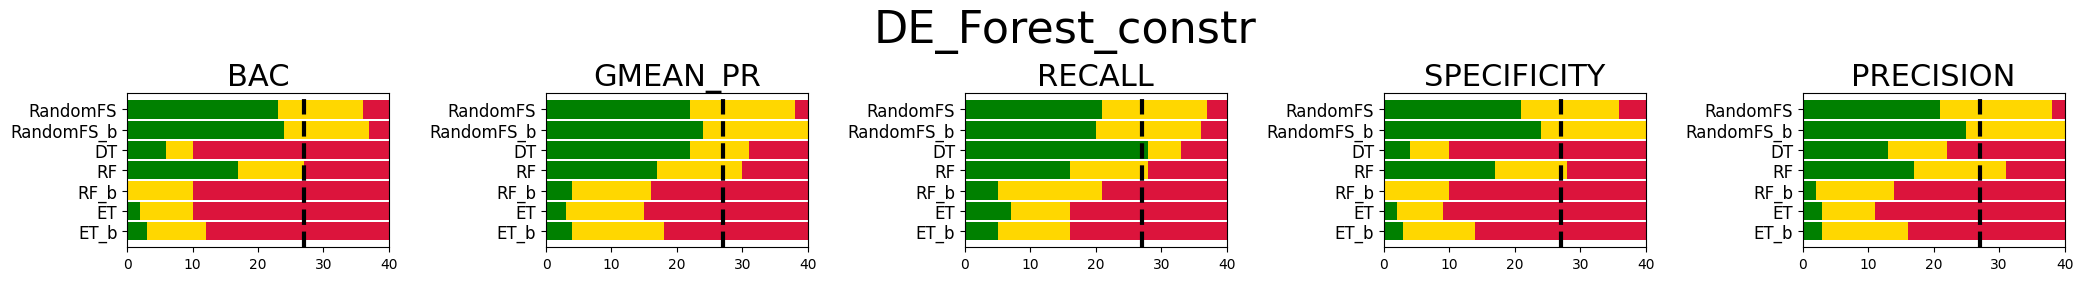 DE_Forest_constr
BAC
RandomFS
RandomFS_b
DT
RF
RF_b
ET
ET_b
0 10 20 30 40
GMEAN_PR
RandomFS
RandomFS_b
DT
RF
RF_b
ET
ET_b
0 10 20 30 40
RECALL
RandomFS
RandomFS_b
DT
RF
RF_b
ET
ET_b
0 10 20 30 40
SPECIFICITY
RandomFS
RandomFS_b
DT
RF
RF_b
ET
ET_b
0 10 20 30 40
PRECISION
RandomFS
RandomFS_b
DT
RF
RF_b
ET
ET_b
0 10 20 30 40